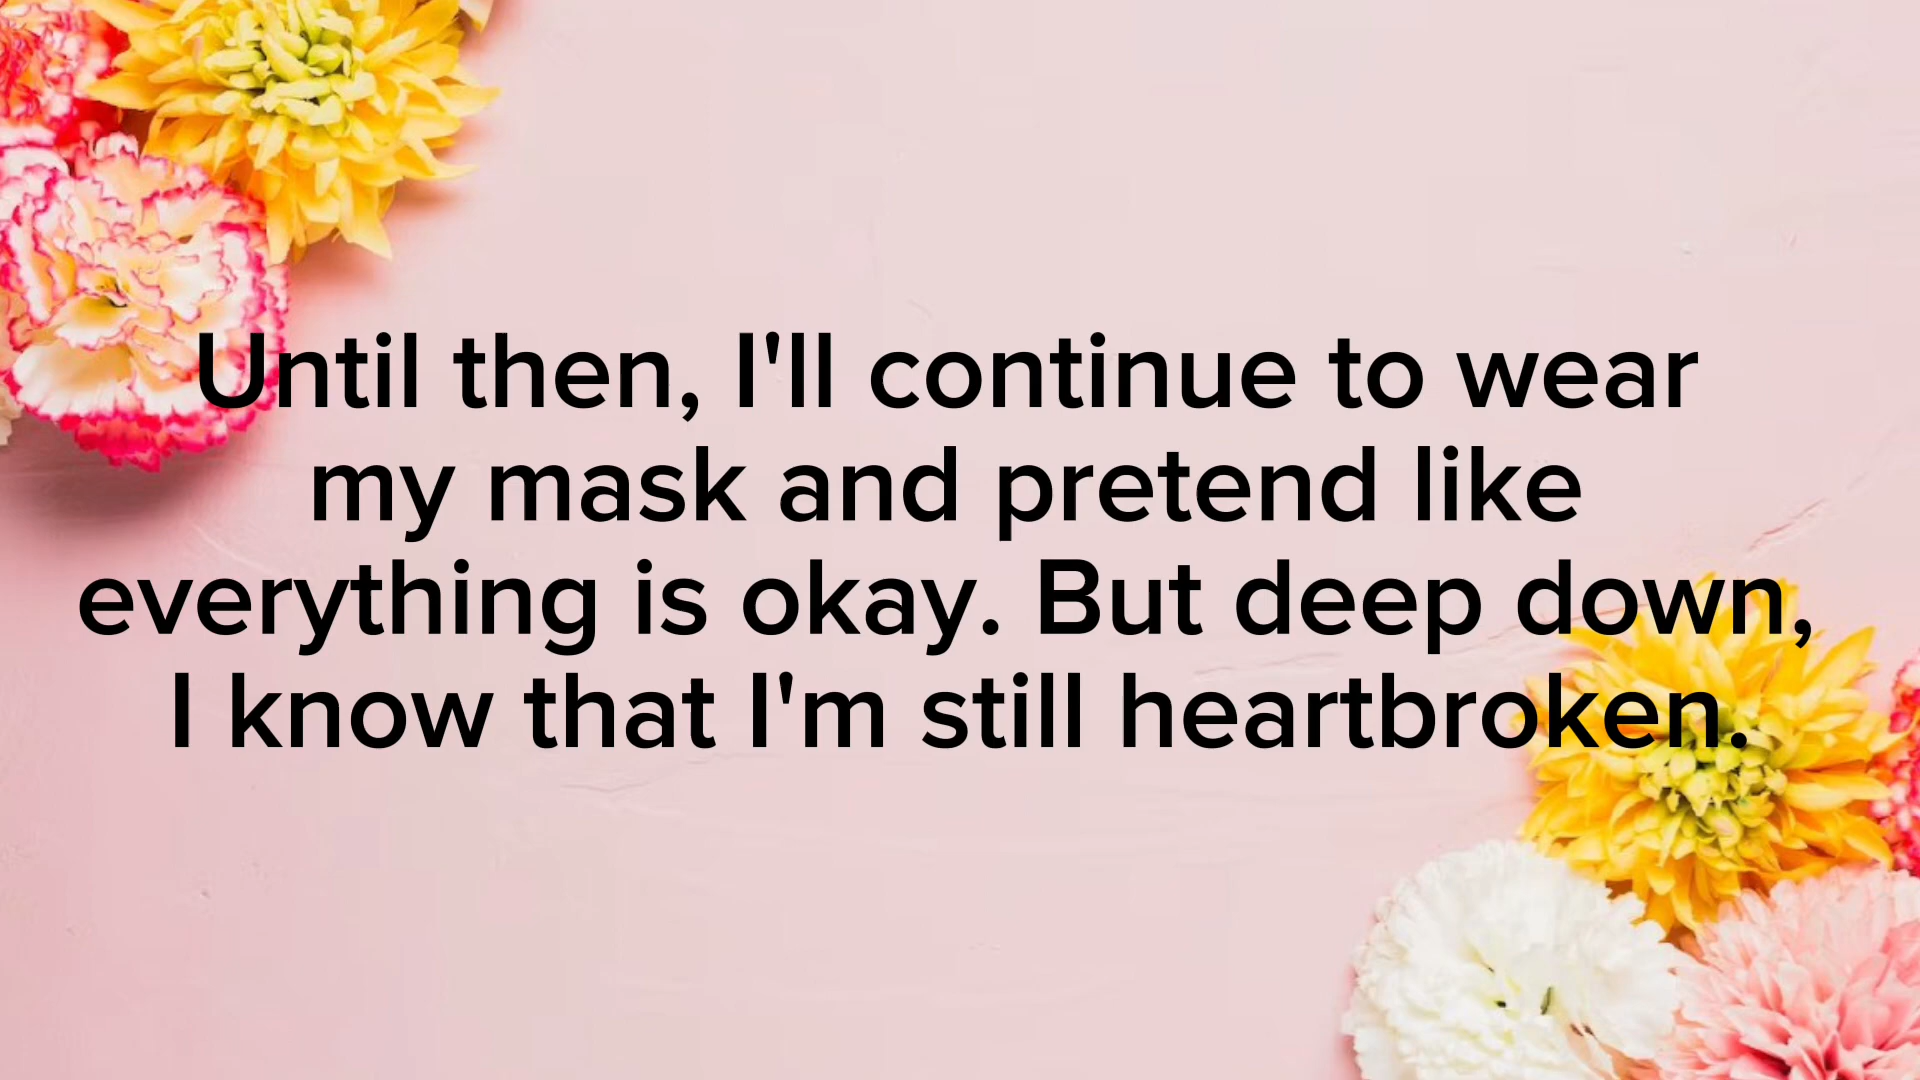 Until then, I'll continue to wear
my mask and pretend like
everything is okay. But deep down,
I know that I'm still heartbroken.